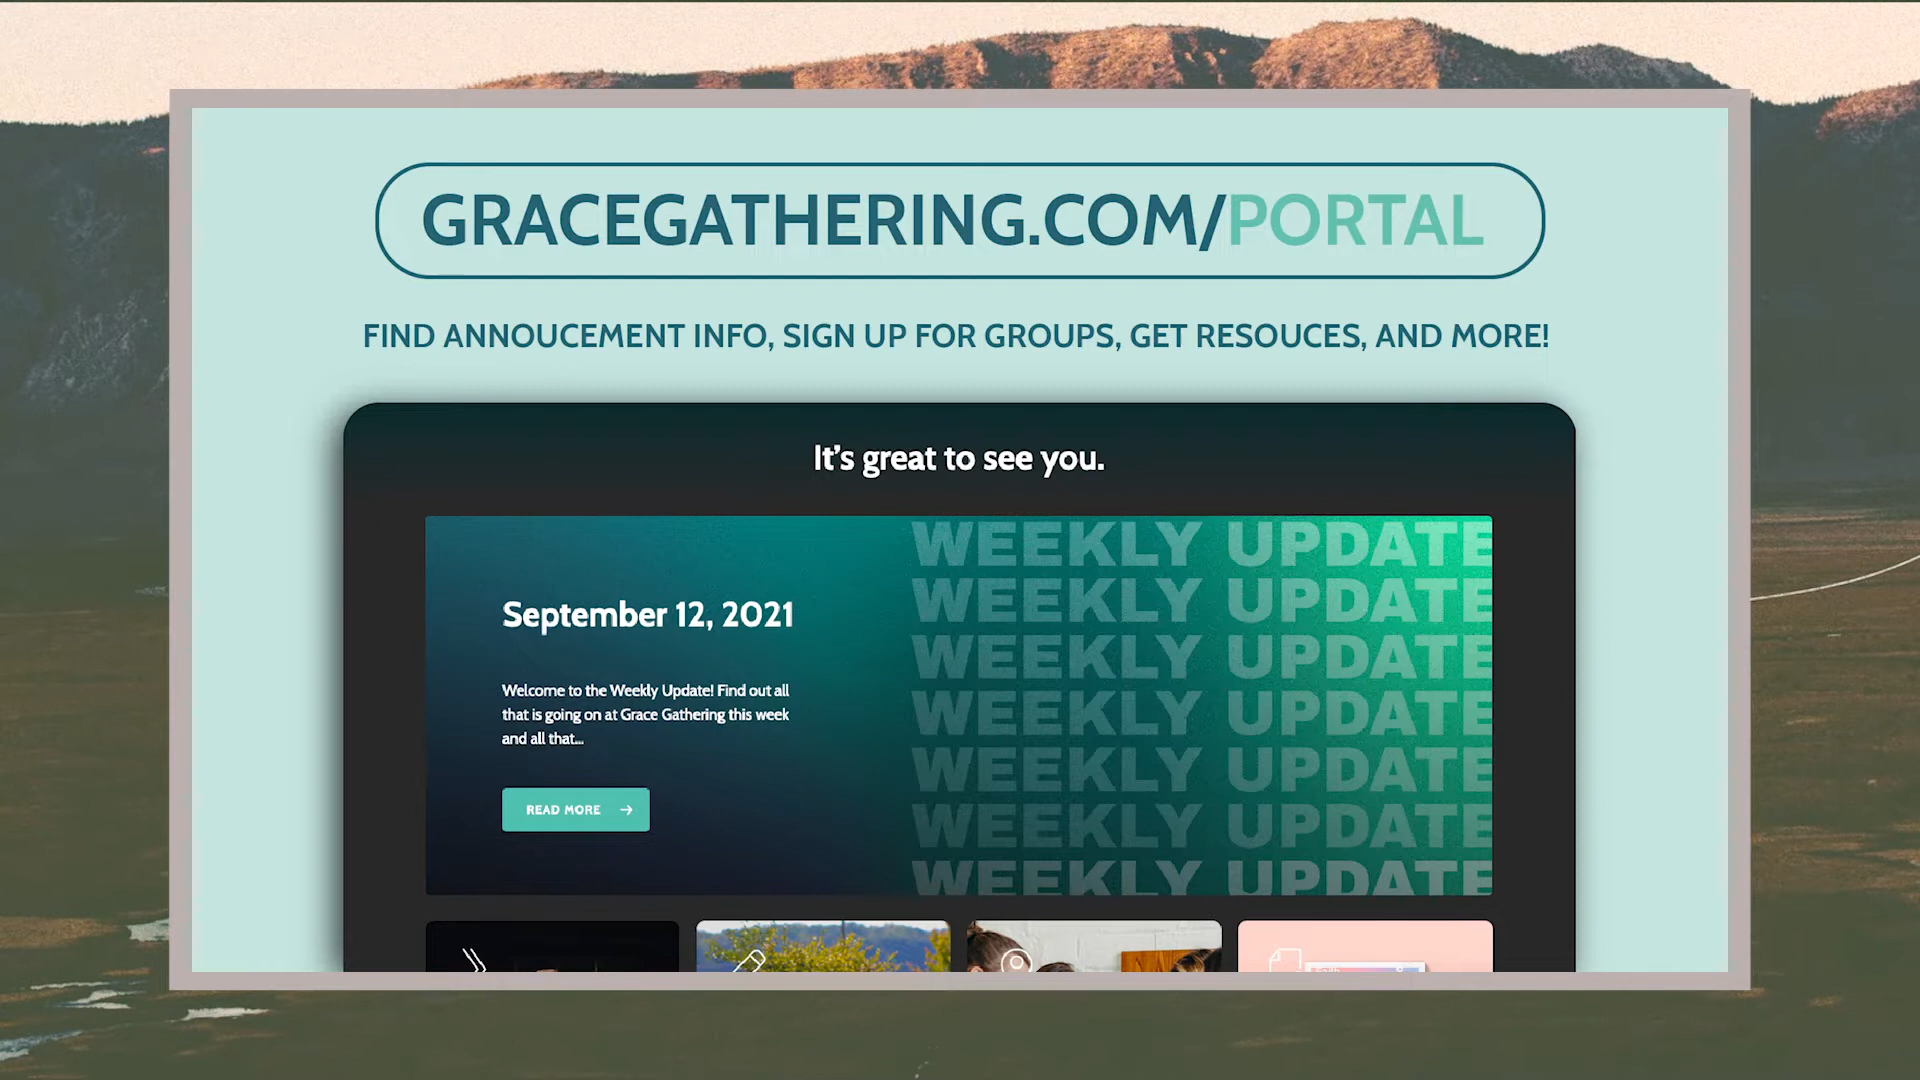 GRACEGATHERING.COM/PORTAL
FIND ANNOUCEMENT INFO, SIGN UP FOR GROUPS, GET RESOUCES, AND MORE!
It's great to see you.
WEEKLY UPDATE
WEEKLY UPDATE
WEEKLY UPDATE
WEEKLY UPDATE
WEEKLY UPDATE
WEEKLY UPDATE
WEEKLY UPDATE
September 12, 2021
Welcome to the Weekly Update! Find out all
that is going on at Grace Gathering this week
and all that...
READ MORE →